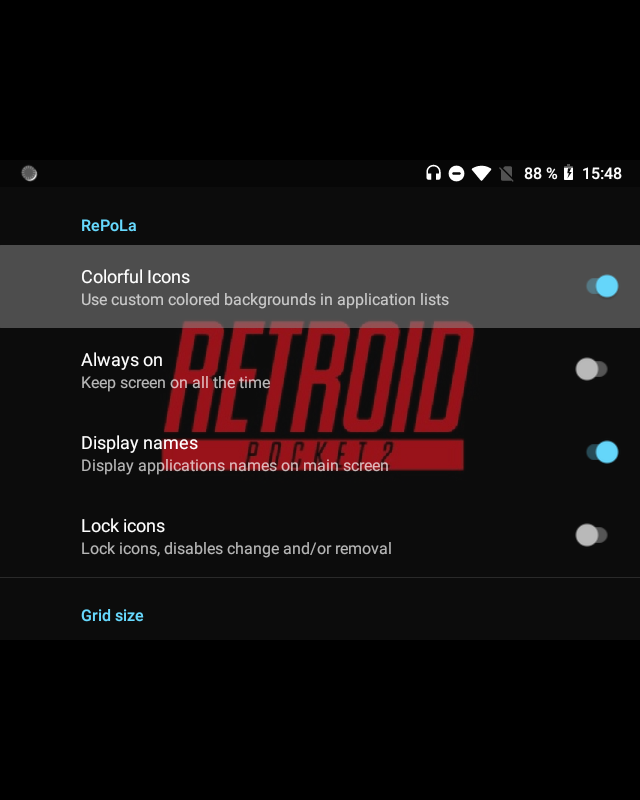 88 % 15:48
RePoLa
Colorful Icons
Use custom colored backgrounds in application lists
RETROID
Always on
Keep screen on all the time
Display names
POCKET 2
Display applications names on main screen
Lock icons
Lock icons, disables change and/or removal
Grid size